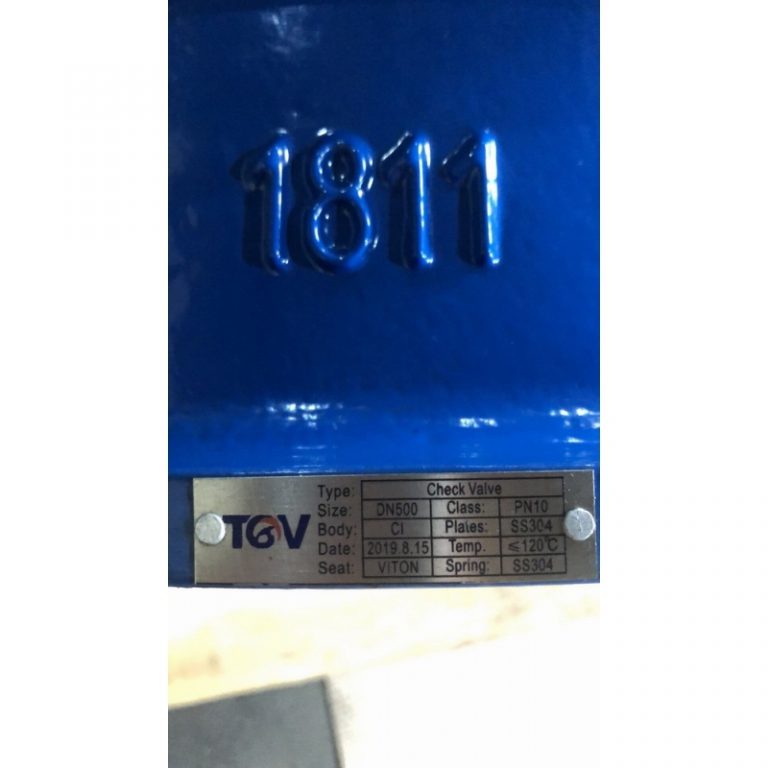 1811
TGV
Type: Check Valve
Size: DN500 Class: PN10
Body: CI Plates: SS304
Date: 2019.8.15 Temp. ≤120℃
Seat: VITON Spring: SS304